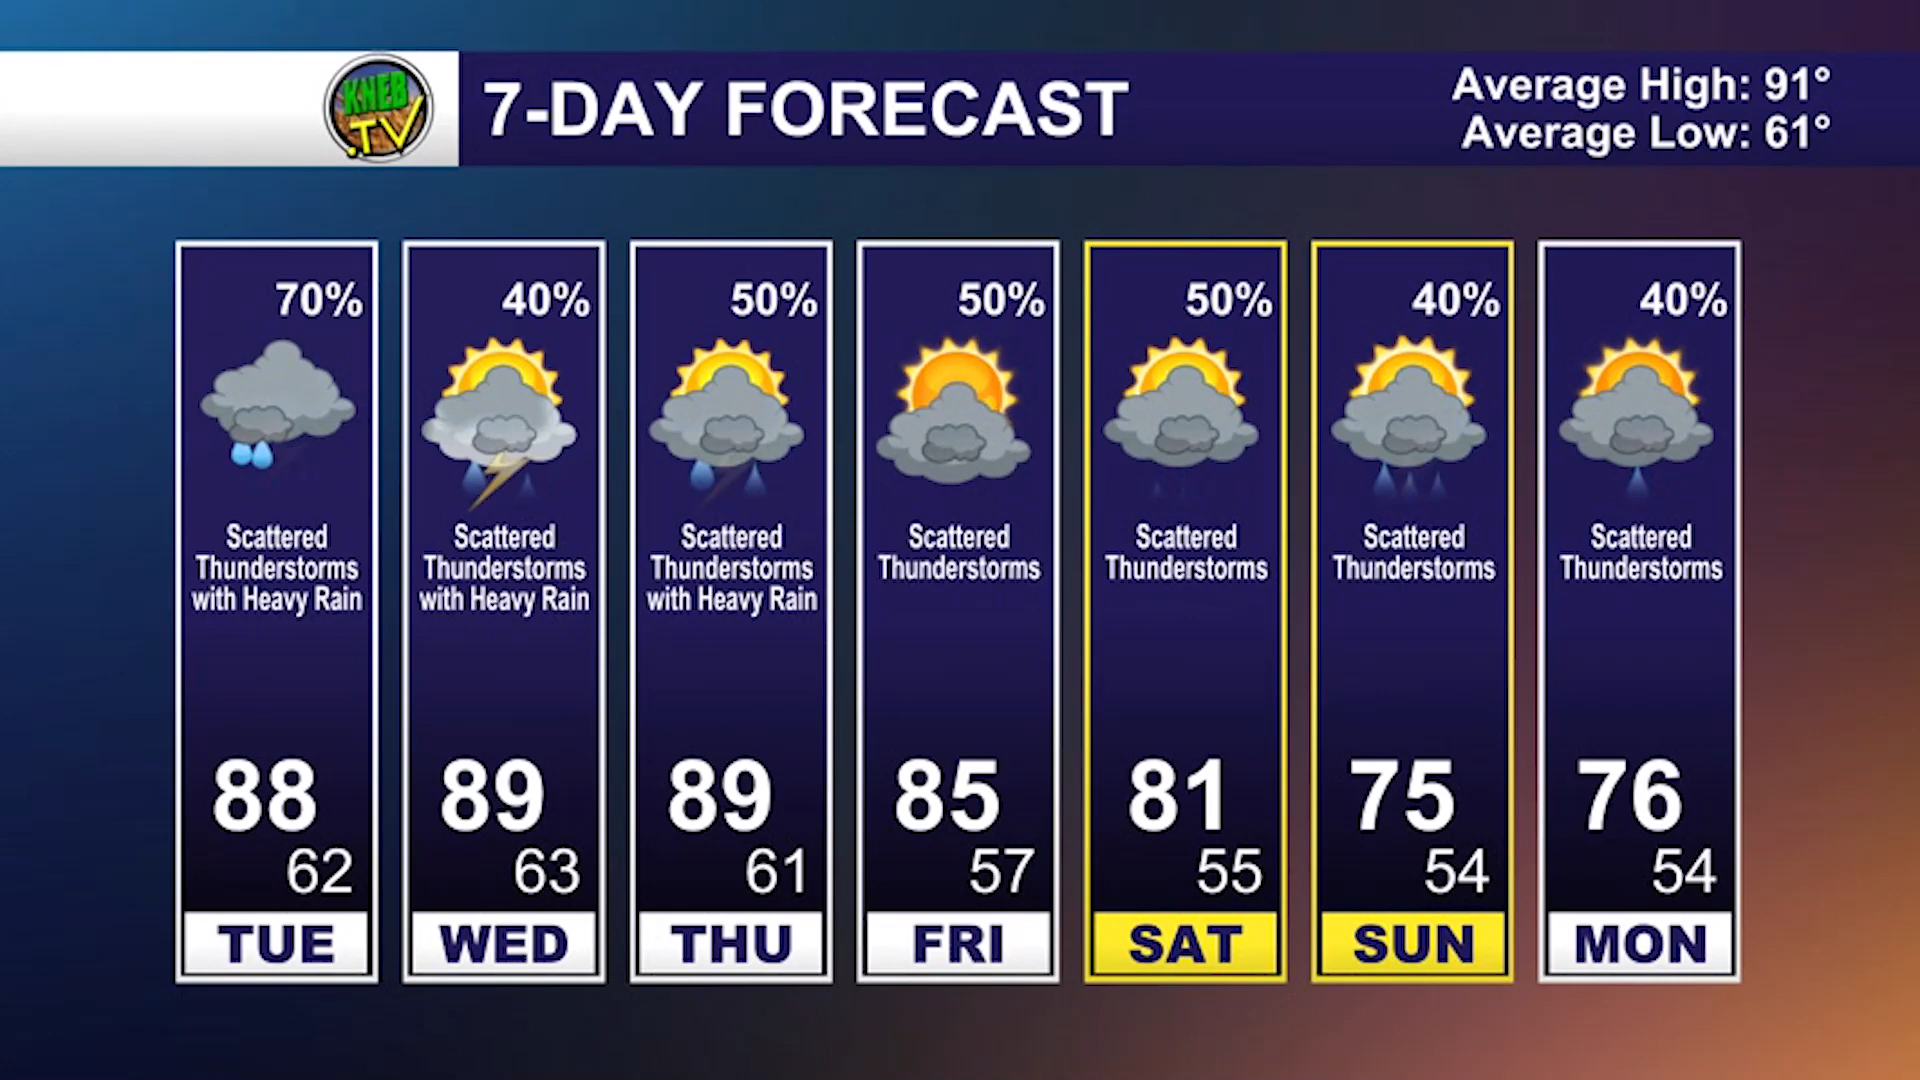 KNEB
.TV
7-DAY FORECAST
Average High: 91°
Average Low: 61°
70%
Scattered
Thunderstorms
with Heavy Rain
88
62
TUE
40%
Scattered
Thunderstorms
with Heavy Rain
89
63
WED
50%
Scattered
Thunderstorms
with Heavy Rain
89
61
THU
50%
Scattered
Thunderstorms
85
57
FRI
50%
Scattered
Thunderstorms
81
55
SAT
40%
Scattered
Thunderstorms
75
54
SUN
40%
Scattered
Thunderstorms
76
54
MON